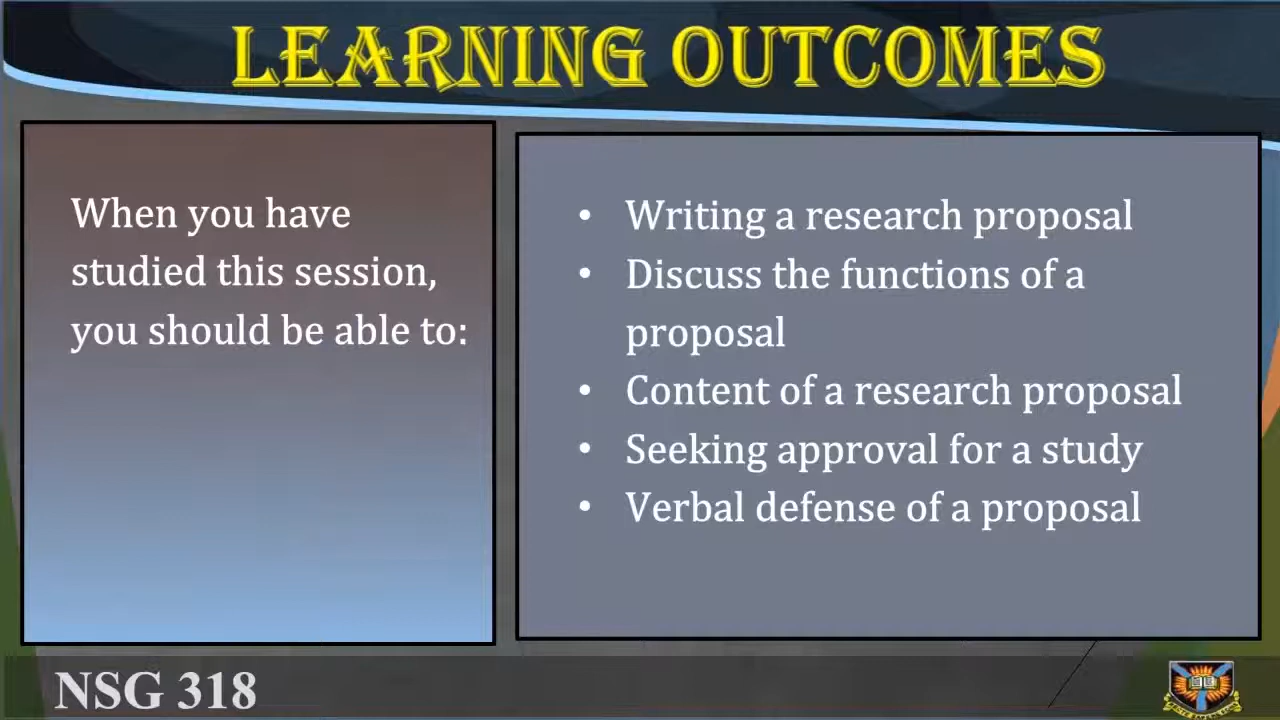 LEARNING OUTCOMES
When you have
studied this session,
you should be able to:
• Writing a research proposal
• Discuss the functions of a
proposal
• Content of a research proposal
• Seeking approval for a study
• Verbal defense of a proposal
NSG 318